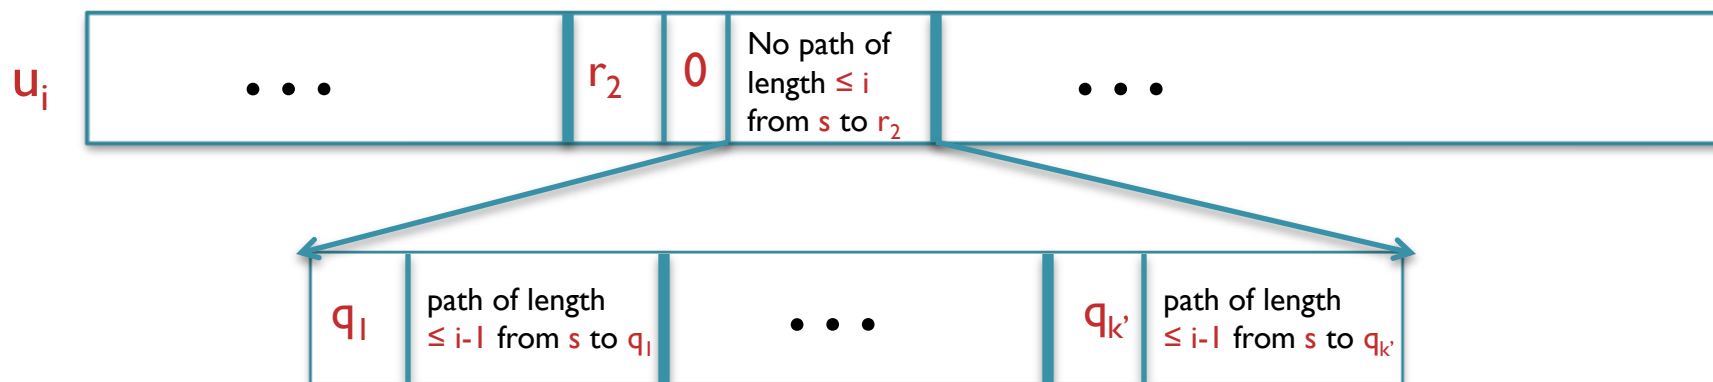 uᵢ • • • r₂ 0 No path of • • •
length ≤ i
from s to r₂
q₁ path of length • • • qₖ’ path of length
≤ i-1 from s to q₁ ≤ i-1 from s to qₖ’